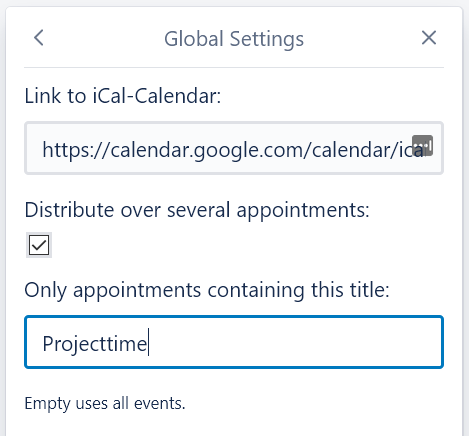 Global Settings
Link to iCal-Calendar:
https://calendar.google.com/calendar/ica
Distribute over several appointments:
Only appointments containing this title:
Projecttime
Empty uses all events.